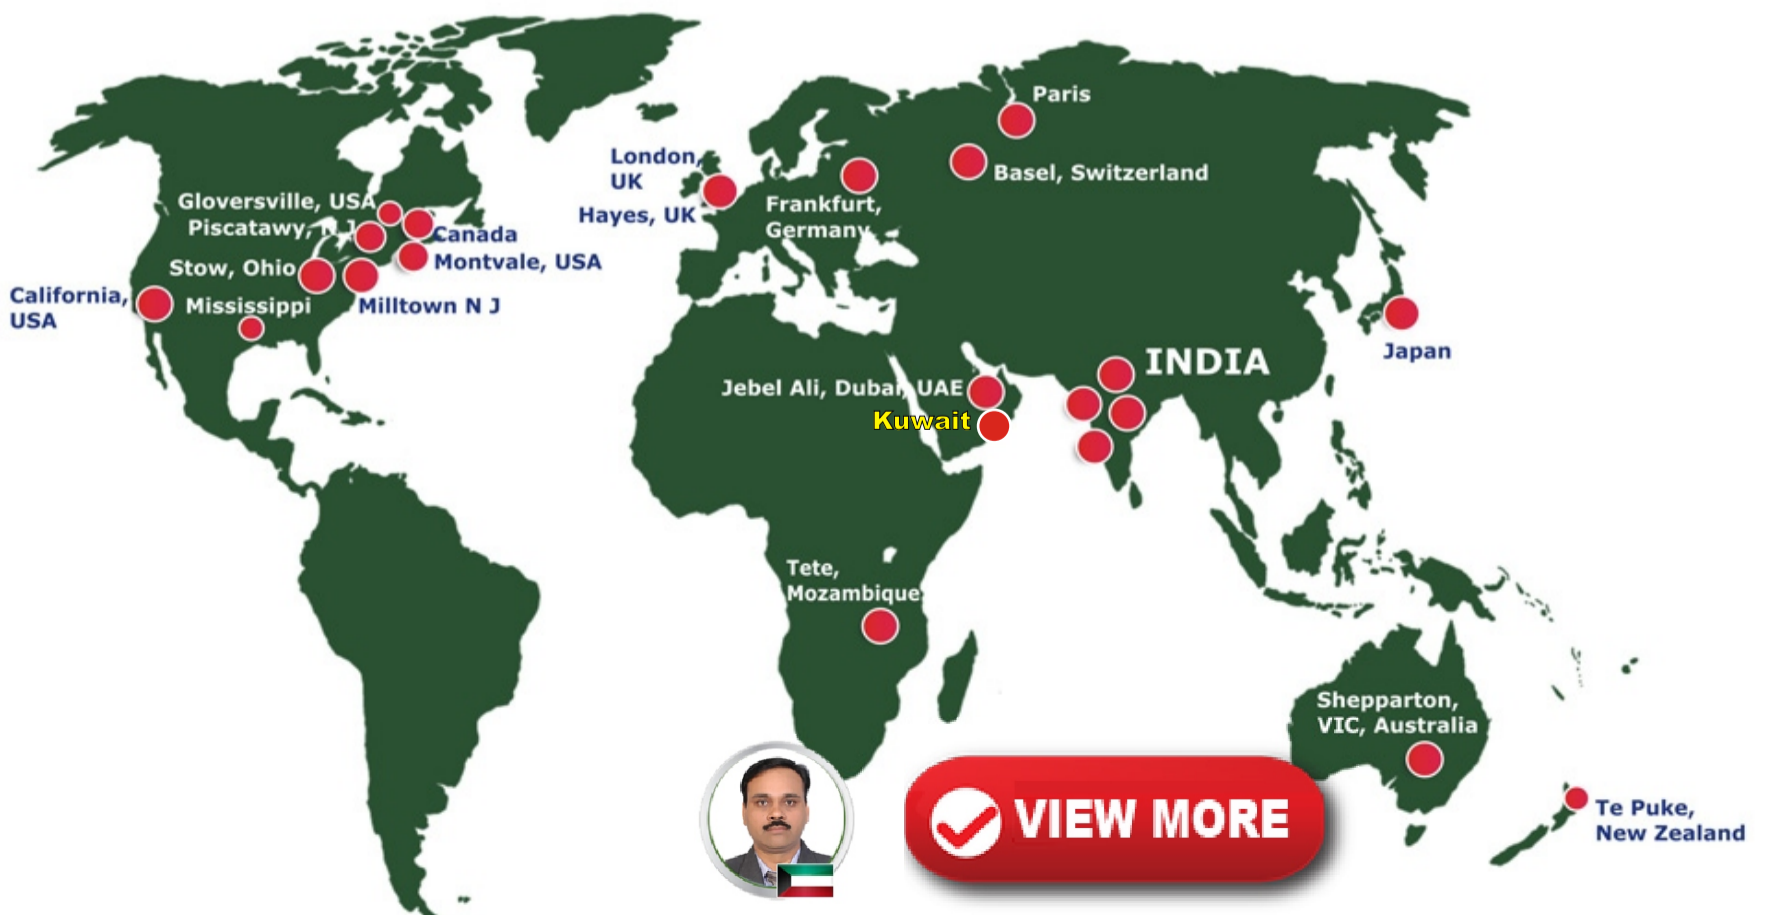 Paris
London,
UK
Basel, Switzerland
Hayes, UK
Frankfurt,
Germany
Gloversville, USA
Piscatawy, N J
Canada
Stow, Ohio
Montvale, USA
California,
USA
Mississippi
Milltown N J
Japan
INDIA
Jebel Ali, Dubai, UAE
Kuwait
Tete,
Mozambique
Shepparton,
VIC, Australia
VIEW MORE
Te Puke,
New Zealand